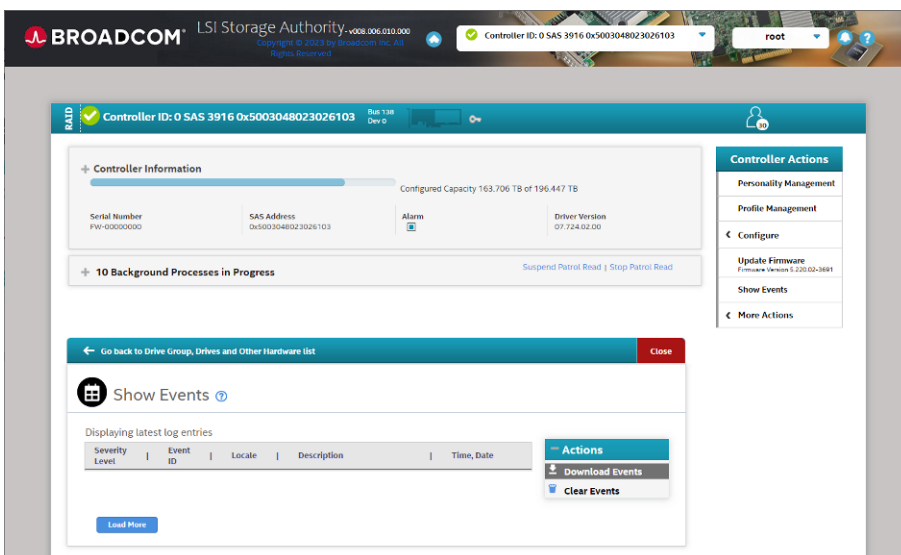 BROADCOM®
LSI Storage Authority-v008.006.010.000
Copyright © 2023 by Broadcom Inc. All
Rights Reserved
Controller ID: 0 SAS 3916 0x5003048023026103
root
RAID
Controller ID: 0 SAS 3916 0x5003048023026103
Bus 138
Dev 0
30
Controller Information
Configured Capacity 163.706 TB of 196.447 TB
Serial Number
FW-00000000
SAS Address
0x5003048023026103
Alarm
Driver Version
07.724.02.00
10 Background Processes in Progress
Suspend Patrol Read | Stop Patrol Read
Controller Actions
Personality Management
Profile Management
Configure
Update Firmware
Firmware Version 5.220.02-3691
Show Events
More Actions
Go back to Drive Group, Drives and Other Hardware list
Close
Show Events
Displaying latest log entries
Severity Level | Event ID | Locale | Description | Time, Date
Actions
Download Events
Clear Events
Load More